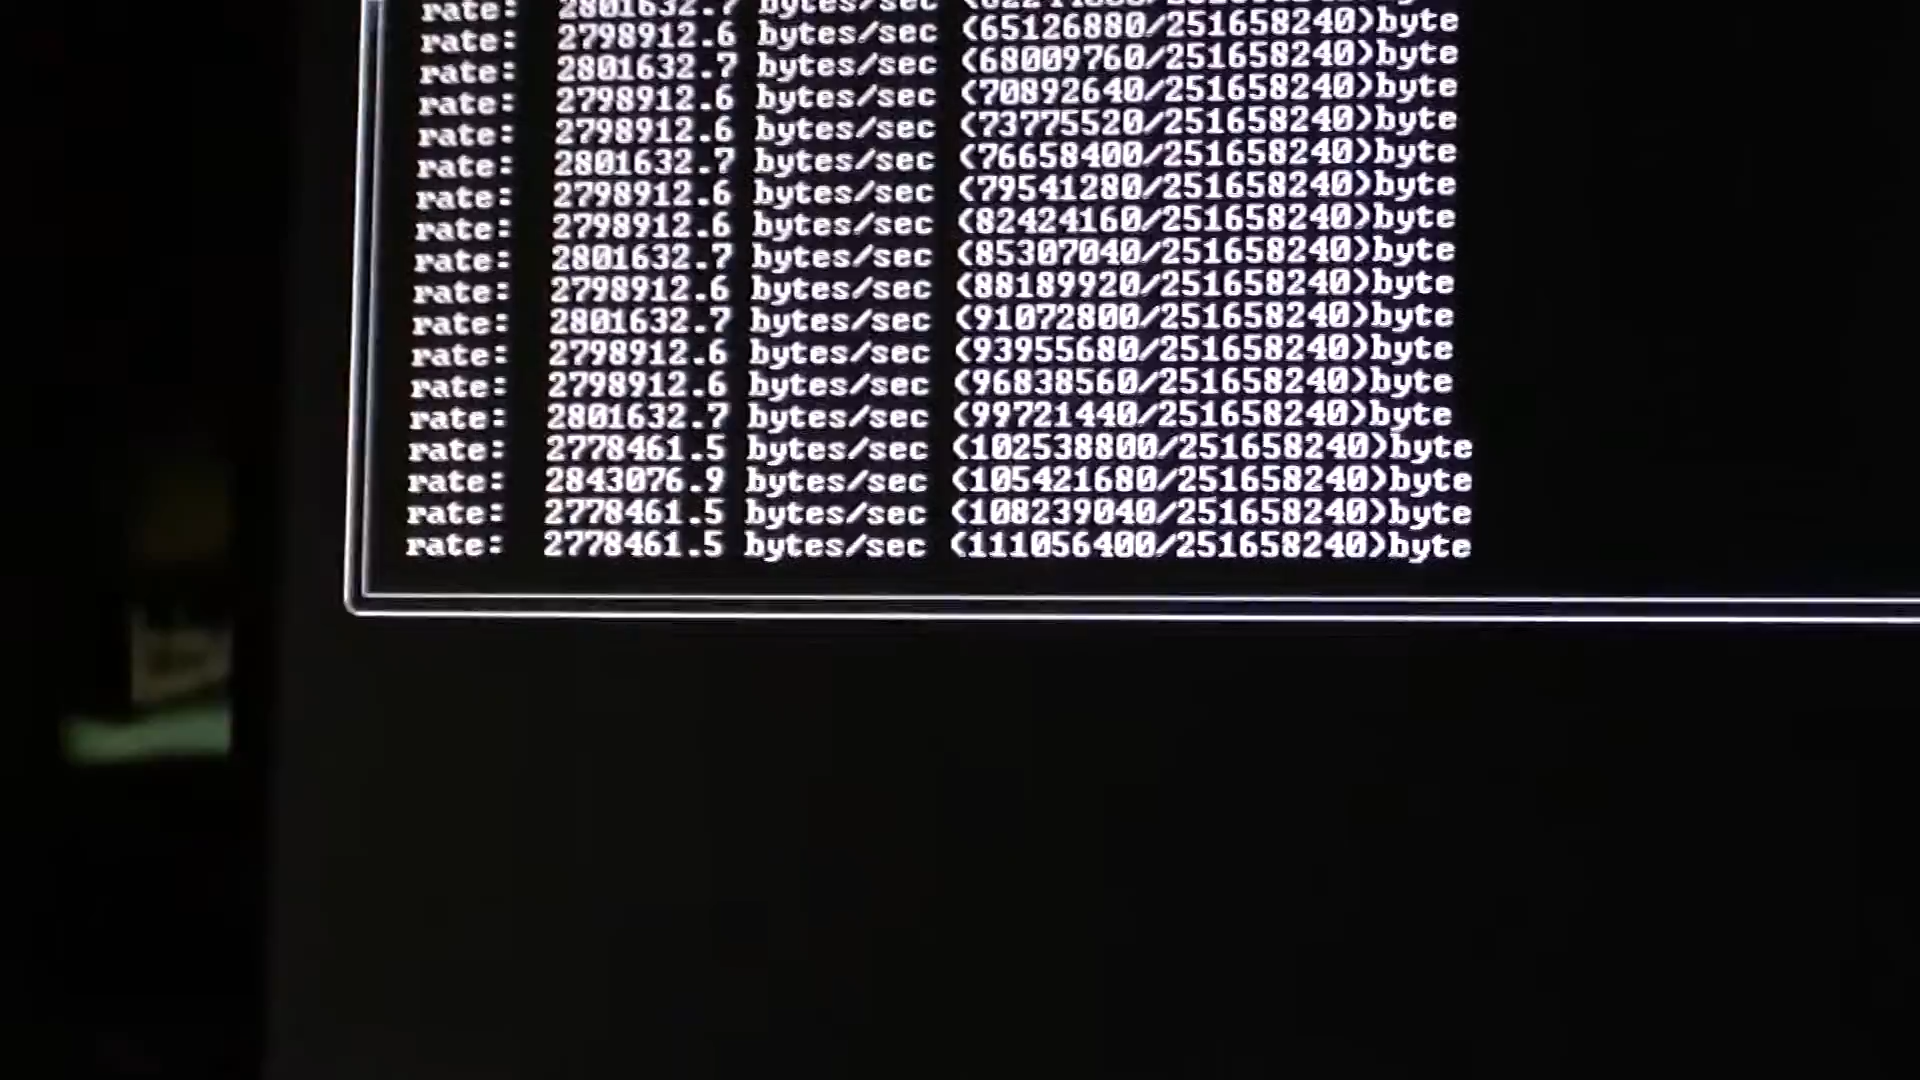 rate: 2801632.7 bytes/sec
rate: 2798912.6 bytes/sec (65126880/251658240)byte
rate: 2801632.7 bytes/sec (68009760/251658240)byte
rate: 2798912.6 bytes/sec (70892640/251658240)byte
rate: 2798912.6 bytes/sec (73775520/251658240)byte
rate: 2801632.7 bytes/sec (76658400/251658240)byte
rate: 2798912.6 bytes/sec (79541280/251658240)byte
rate: 2798912.6 bytes/sec (82424160/251658240)byte
rate: 2801632.7 bytes/sec (85307040/251658240)byte
rate: 2798912.6 bytes/sec (88189920/251658240)byte
rate: 2801632.7 bytes/sec (91072800/251658240)byte
rate: 2798912.6 bytes/sec (93955680/251658240)byte
rate: 2798912.6 bytes/sec (96838560/251658240)byte
rate: 2801632.7 bytes/sec (99721440/251658240)byte
rate: 2778461.5 bytes/sec (102538800/251658240)byte
rate: 2843076.9 bytes/sec (105421680/251658240)byte
rate: 2778461.5 bytes/sec (108239040/251658240)byte
rate: 2778461.5 bytes/sec (111056400/251658240)byte